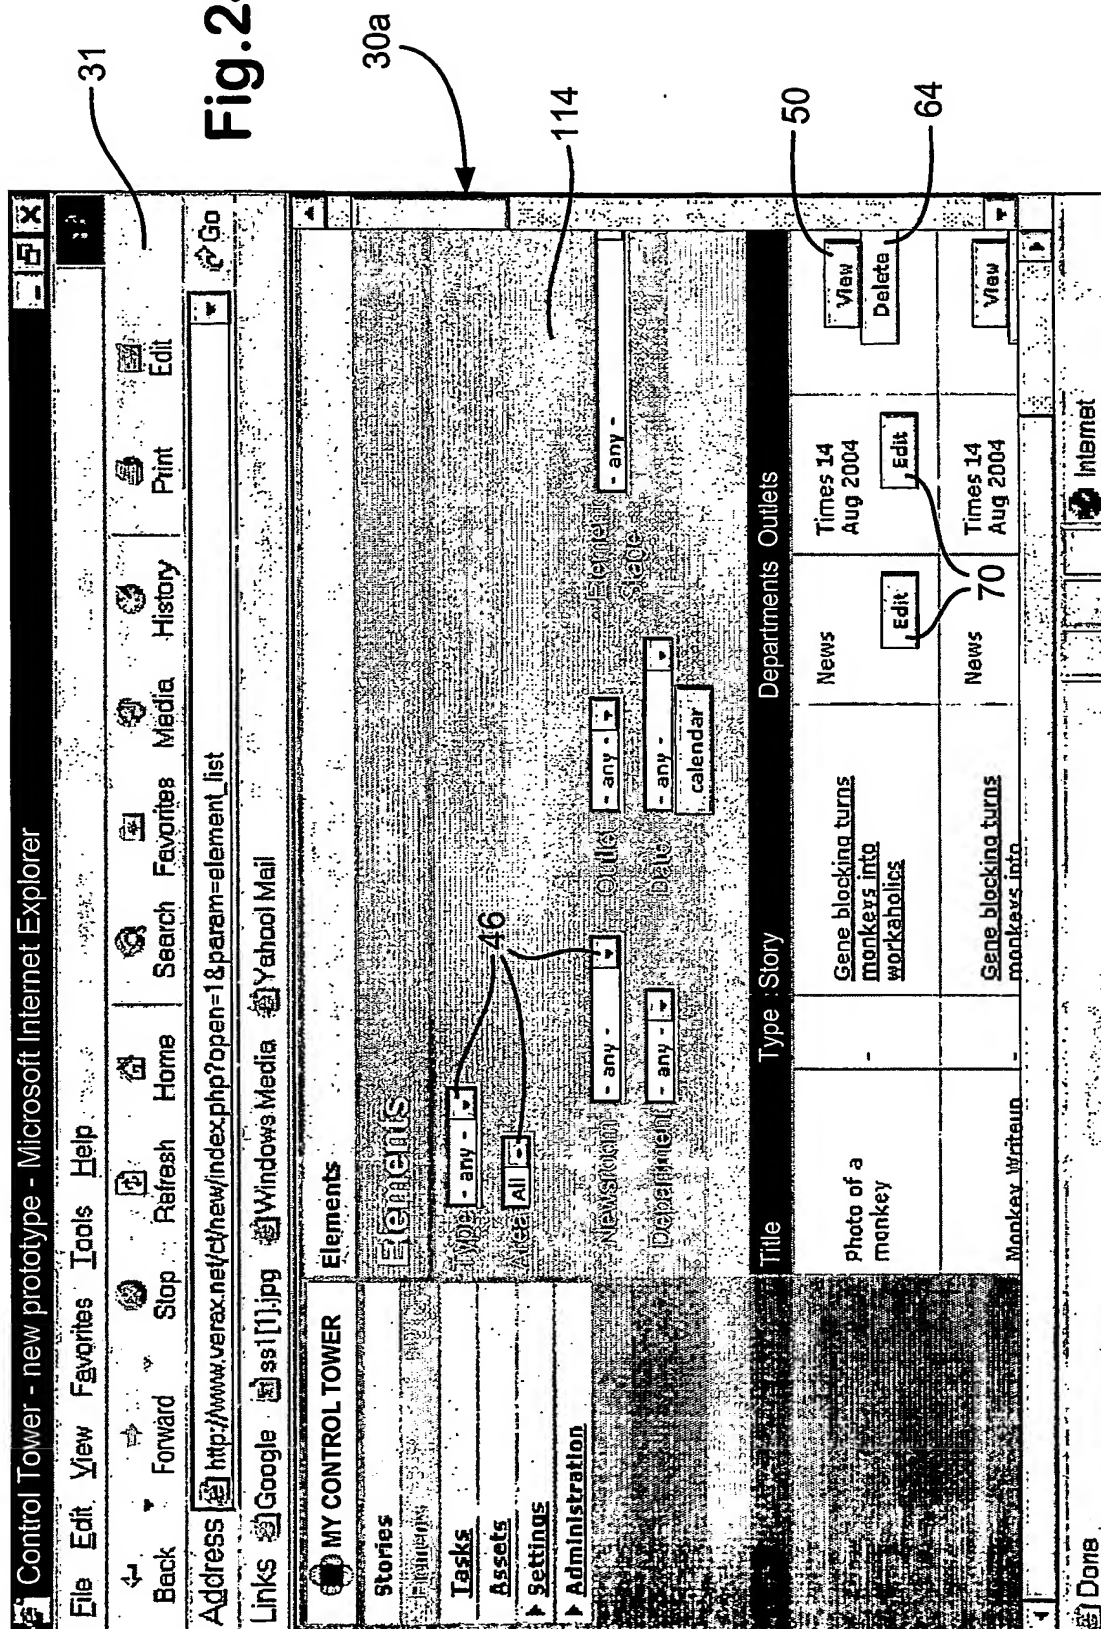 Control Tower - new prototype - Microsoft Internet Explorer
File Edit View Favorites Tools Help
Back Forward Stop Refresh Home Search Favorites Media History Print Edit
31
Address http://www.verax.net/ct/new/index.php?open=1&param=element_list Go
Links Google ss1[1].jpg Windows Media Yahoo! Mail
Fig.2
30a
MY CONTROL TOWER
Stories
Elements
Tasks
Assets
Settings
Administration
Elements
Elements
Type - any -
Area All
46
114
Newsroom - any - Outlet - any - Element Stage - any -
Department - any - Date - any -
calendar
Title Type :Story Departments Outlets
Photo of a monkey - Gene blocking turns monkeys into workaholics News Edit Times 14 Aug 2004 Edit View Delete
50
64
70
Monkey Writeup - Gene blocking turns monkeys into News Times 14 Aug 2004 View
Done Internet